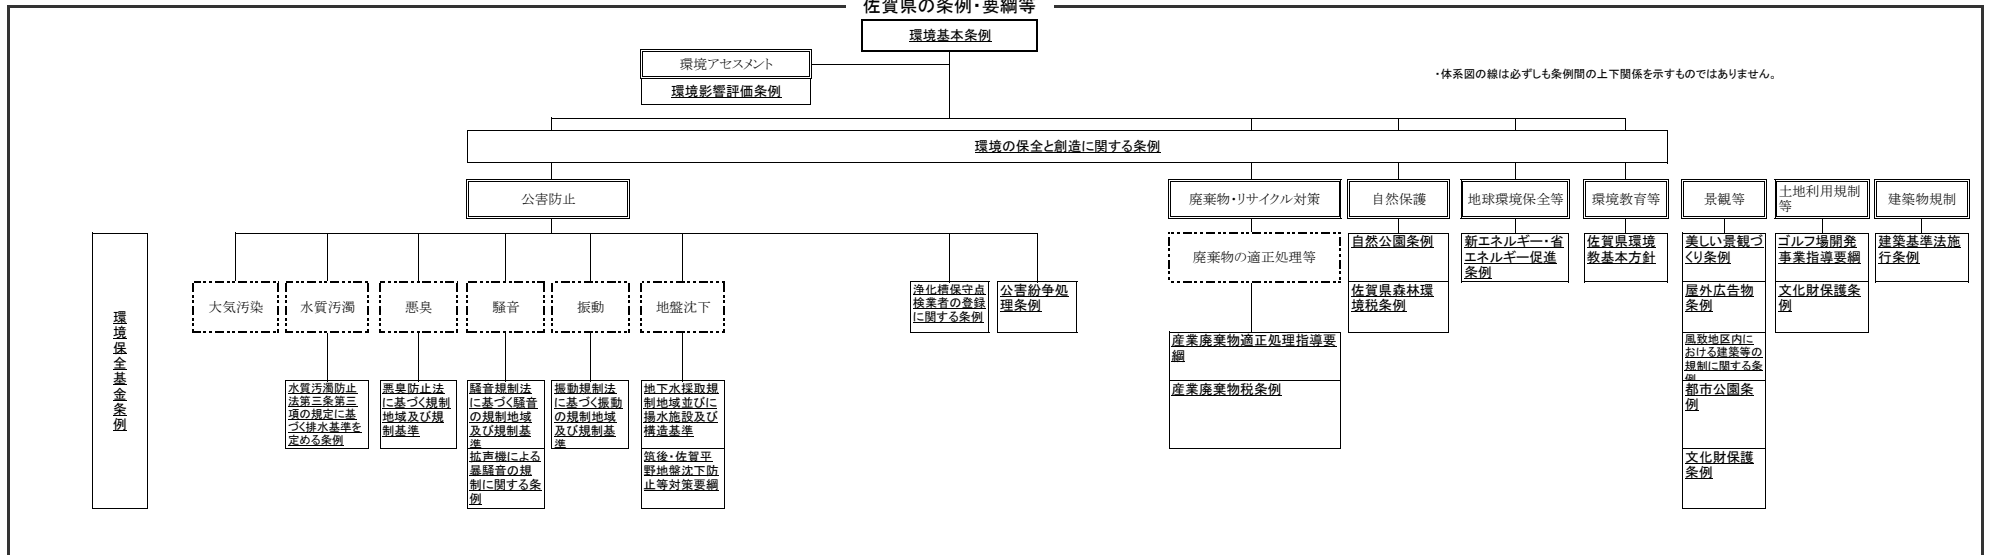 佐賀県の条例・要綱等
環境基本条例
環境アセスメント
環境影響評価条例
・体系図の線は必ずしも条例間の上下関係を示すものではありません。
環境の保全と創造に関する条例
公害防止
廃棄物・リサイクル対策
自然保護
地球環境保全等
環境教育等
景観等
土地利用規制
等
建築物規制
環境保全基金条例
大気汚染
水質汚濁
悪臭
騒音
振動
地盤沈下
浄化槽保守点
検業者の登録
に関する条例
公害紛争処
理条例
廃棄物の適正処理等
自然公園条例
佐賀県森林環
境税条例
新エネルギー・省
エネルギー促進
条例
佐賀県環境
教基本方針
美しい景観づ
くり条例
屋外広告物
条例
風致地区内に
おける建築等の
規制に関する条
例
都市公園条
例
文化財保護
条例
ゴルフ場開発
事業指導要綱
文化財保護条
例
建築基準法施
行条例
水質汚濁防止
法第三条第三
項の規定に基
づく排水基準を
定める条例
悪臭防止法
に基づく規制
地域及び規
制基準
騒音規制法
に基づく騒音
の規制地域
及び規制基
準
拡声機による
暴騒音の規
制に関する条
例
振動規制法
に基づく振動
の規制地域
及び規制基
準
地下水採取規
制地域並びに
揚水施設及び
構造基準
筑後・佐賀平
野地盤沈下防
止等対策要綱
産業廃棄物適正処理指導要
綱
産業廃棄物税条例